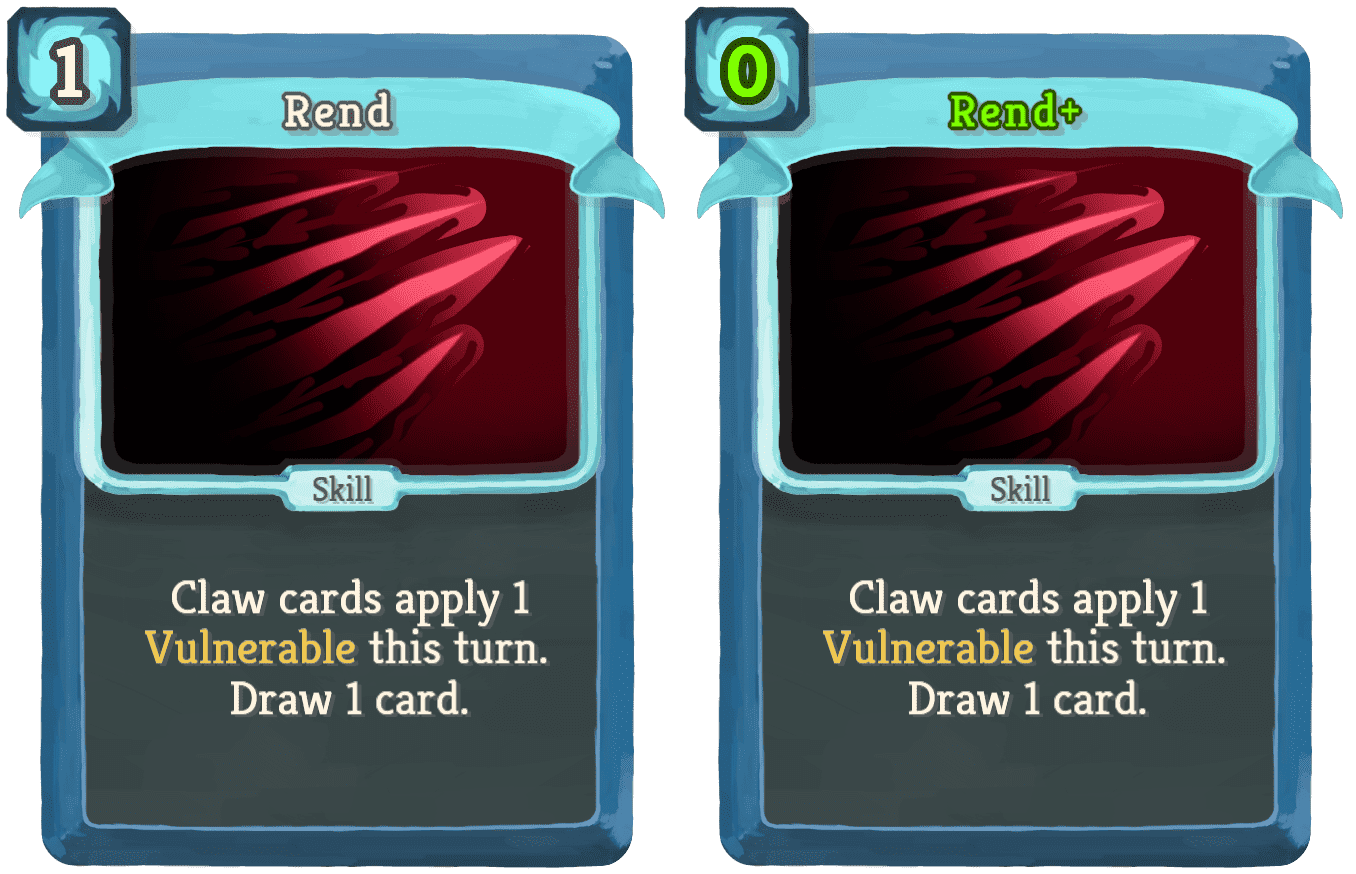 1
Rend
Skill
Claw cards apply 1
Vulnerable this turn.
Draw 1 card.
0
Rend+
Skill
Claw cards apply 1
Vulnerable this turn.
Draw 1 card.